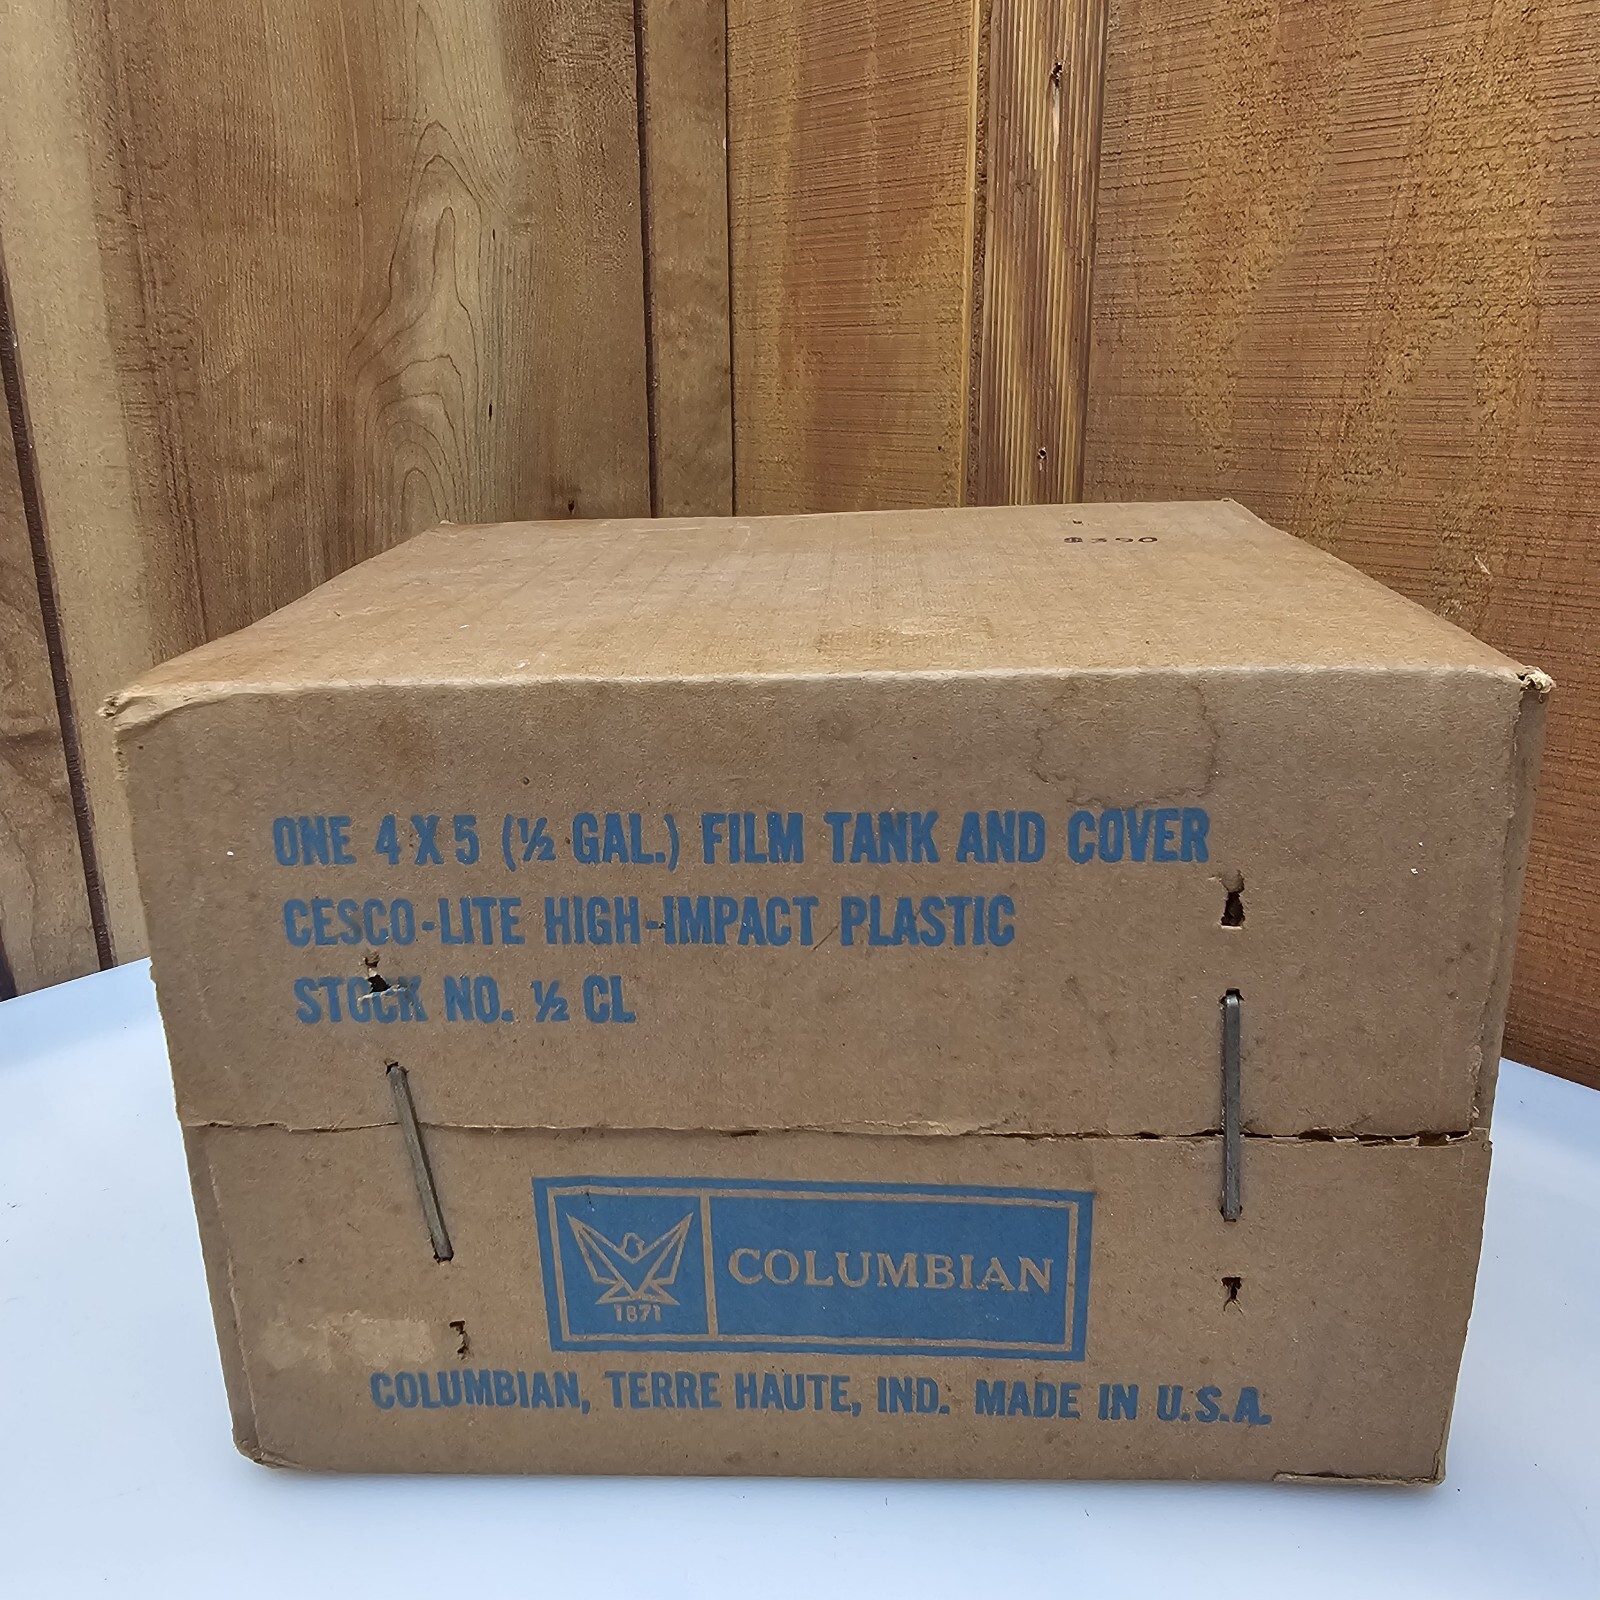 $390
ONE 4 X 5 (½ GAL.) FILM TANK AND COVER
CESCO-LITE HIGH-IMPACT PLASTIC
STOCK NO. ½ CL
1871
COLUMBIAN
COLUMBIAN, TERRE HAUTE, IND. MADE IN U.S.A.